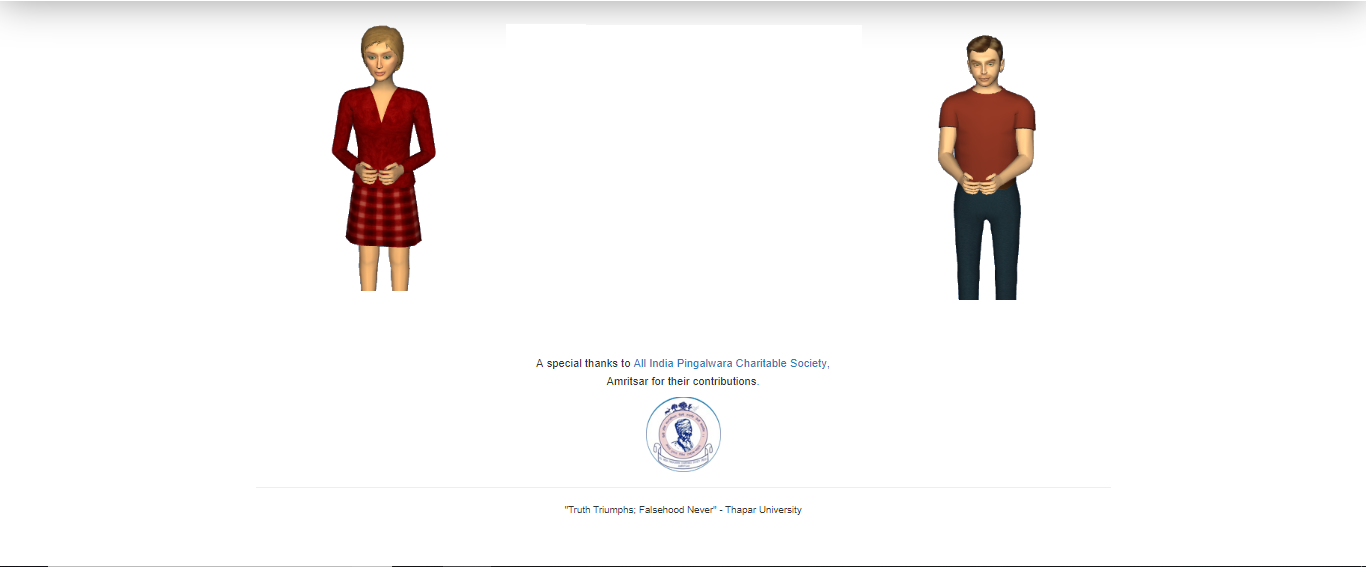 A special thanks to All India Pingalwara Charitable Society,
Amritsar for their contributions.
"Truth Triumphs; Falsehood Never" - Thapar University